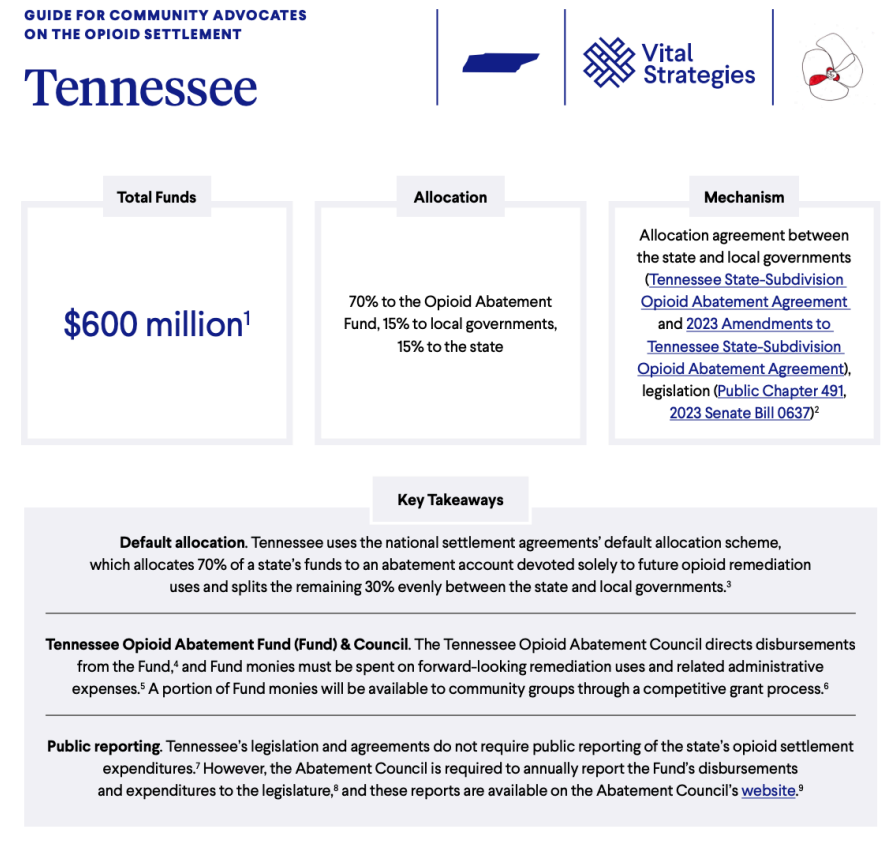 GUIDE FOR COMMUNITY ADVOCATES
ON THE OPIOID SETTLEMENT
Tennessee
Vital
Strategies
Total Funds
$600 million¹
Allocation
70% to the Opioid Abatement
Fund, 15% to local governments,
15% to the state
Mechanism
Allocation agreement between
the state and local governments
(Tennessee State-Subdivision
Opioid Abatement Agreement
and 2023 Amendments to
Tennessee State-Subdivision
Opioid Abatement Agreement),
legislation (Public Chapter 491,
2023 Senate Bill 0637)²
Key Takeaways
Default allocation. Tennessee uses the national settlement agreements’ default allocation scheme,
which allocates 70% of a state’s funds to an abatement account devoted solely to future opioid remediation
uses and splits the remaining 30% evenly between the state and local governments.³
Tennessee Opioid Abatement Fund (Fund) & Council. The Tennessee Opioid Abatement Council directs disbursements
from the Fund,⁴ and Fund monies must be spent on forward-looking remediation uses and related administrative
expenses.⁵ A portion of Fund monies will be available to community groups through a competitive grant process.⁶
Public reporting. Tennessee’s legislation and agreements do not require public reporting of the state’s opioid settlement
expenditures.⁷ However, the Abatement Council is required to annually report the Fund’s disbursements
and expenditures to the legislature,⁸ and these reports are available on the Abatement Council’s website.⁹